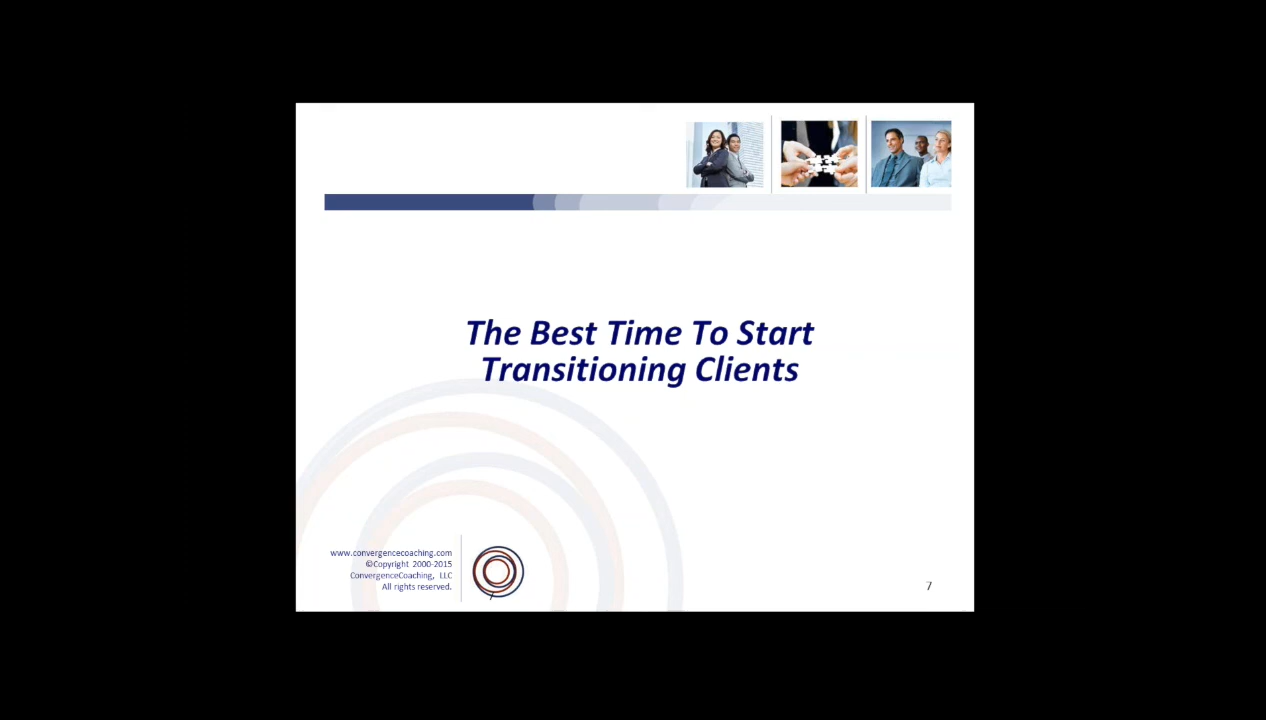 The Best Time To Start
Transitioning Clients
www.convergencecoaching.com
©Copyright 2000-2015
ConvergenceCoaching, LLC
All rights reserved.
7
7